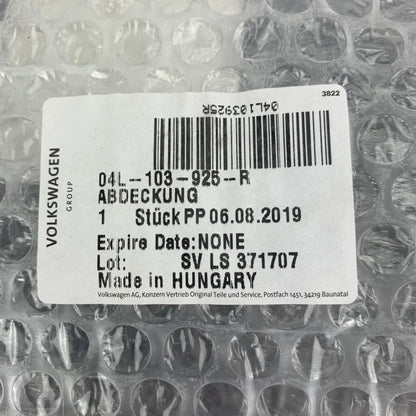 3822
04L103925R
VOLKSWAGEN
GROUP
04L-103-925-R
ABDECKUNG
1 Stück PP 06.08.2019
Expire Date: NONE
Lot: SV LS 371707
Made in HUNGARY
Volkswagen AG, Konzern Vertrieb Original Teile und Service, Postfach 1451, 34219 Baunatal